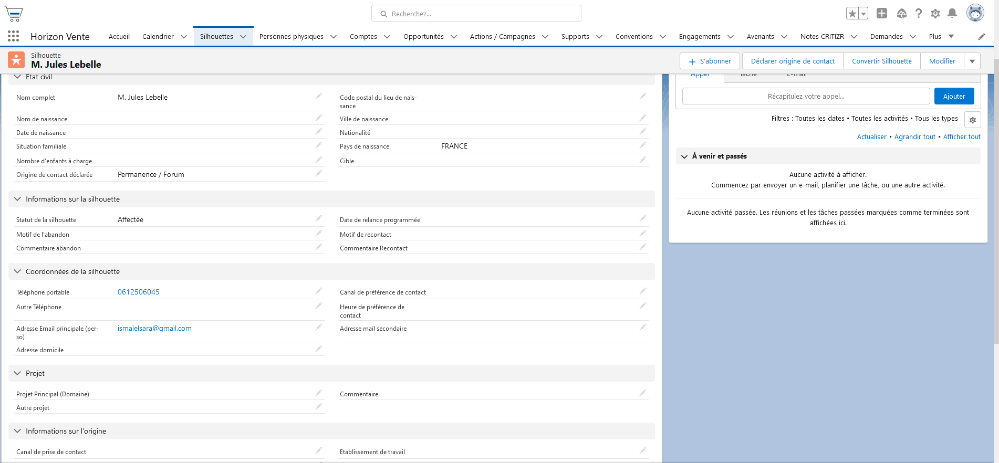 Recherchez...
Horizon Vente
Accueil
Calendrier
Silhouettes
Personnes physiques
Comptes
Opportunités
Actions / Campagnes
Supports
Conventions
Engagements
Avenants
Notes CRITIZR
Demandes
Plus
Silhouette
M. Jules Lebelle
S'abonner
Déclarer origine de contact
Convertir Silhouette
Modifier
Etat civil
Nom complet
M. Jules Lebelle
Code postal du lieu de nais-
sance
Nom de naissance
Ville de naissance
Date de naissance
Nationalité
Situation familiale
Pays de naissance
FRANCE
Nombre d'enfants à charge
Cible
Origine de contact déclarée
Permanence / Forum
Informations sur la silhouette
Statut de la silhouette
Affectée
Date de relance programmée
Motif de l'abandon
Motif de recontact
Commentaire abandon
Commentaire Recontact
Coordonnées de la silhouette
Téléphone portable
0612506045
Canal de préférence de contact
Autre Téléphone
Heure de préférence de
contact
Adresse Email principale (per-
so)
ismaielsara@gmail.com
Adresse mail secondaire
Adresse domicile
Projet
Projet Principal (Domaine)
Commentaire
Autre projet
Informations sur l'origine
Canal de prise de contact
Etablissement de travail
Appel
Tâche
E-mail
Récapitulez votre appel...
Ajouter
Filtres : Toutes les dates • Toutes les activités • Tous les types
Actualiser • Agrandir tout • Afficher tout
À venir et passés
Aucune activité à afficher.
Commencez par envoyer un e-mail, planifier une tâche, ou une autre activité.
Aucune activité passée. Les réunions et les tâches passées marquées comme terminées sont
affichées ici.